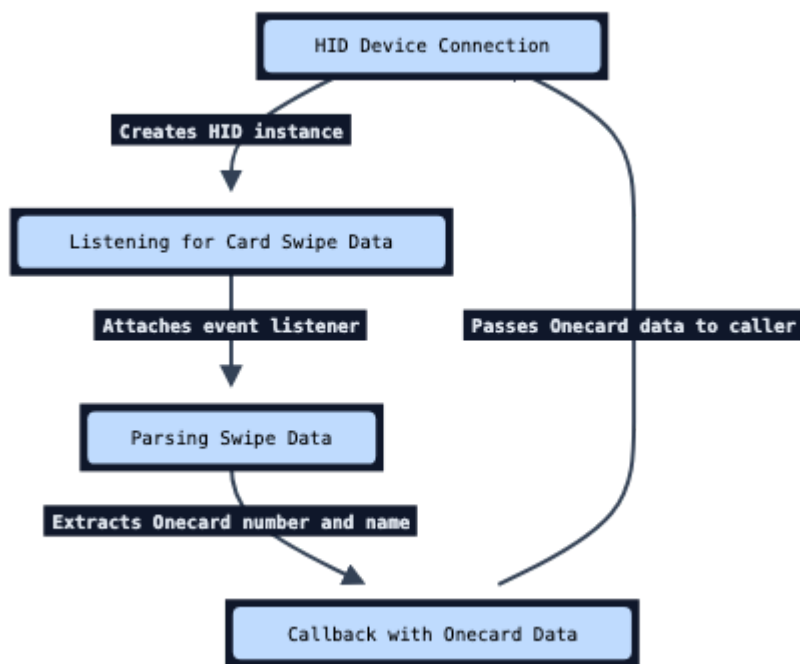 HID Device Connection
Creates HID instance
Listening for Card Swipe Data
Attaches event listener
Passes Onecard data to caller
Parsing Swipe Data
Extracts Onecard number and name
Callback with Onecard Data